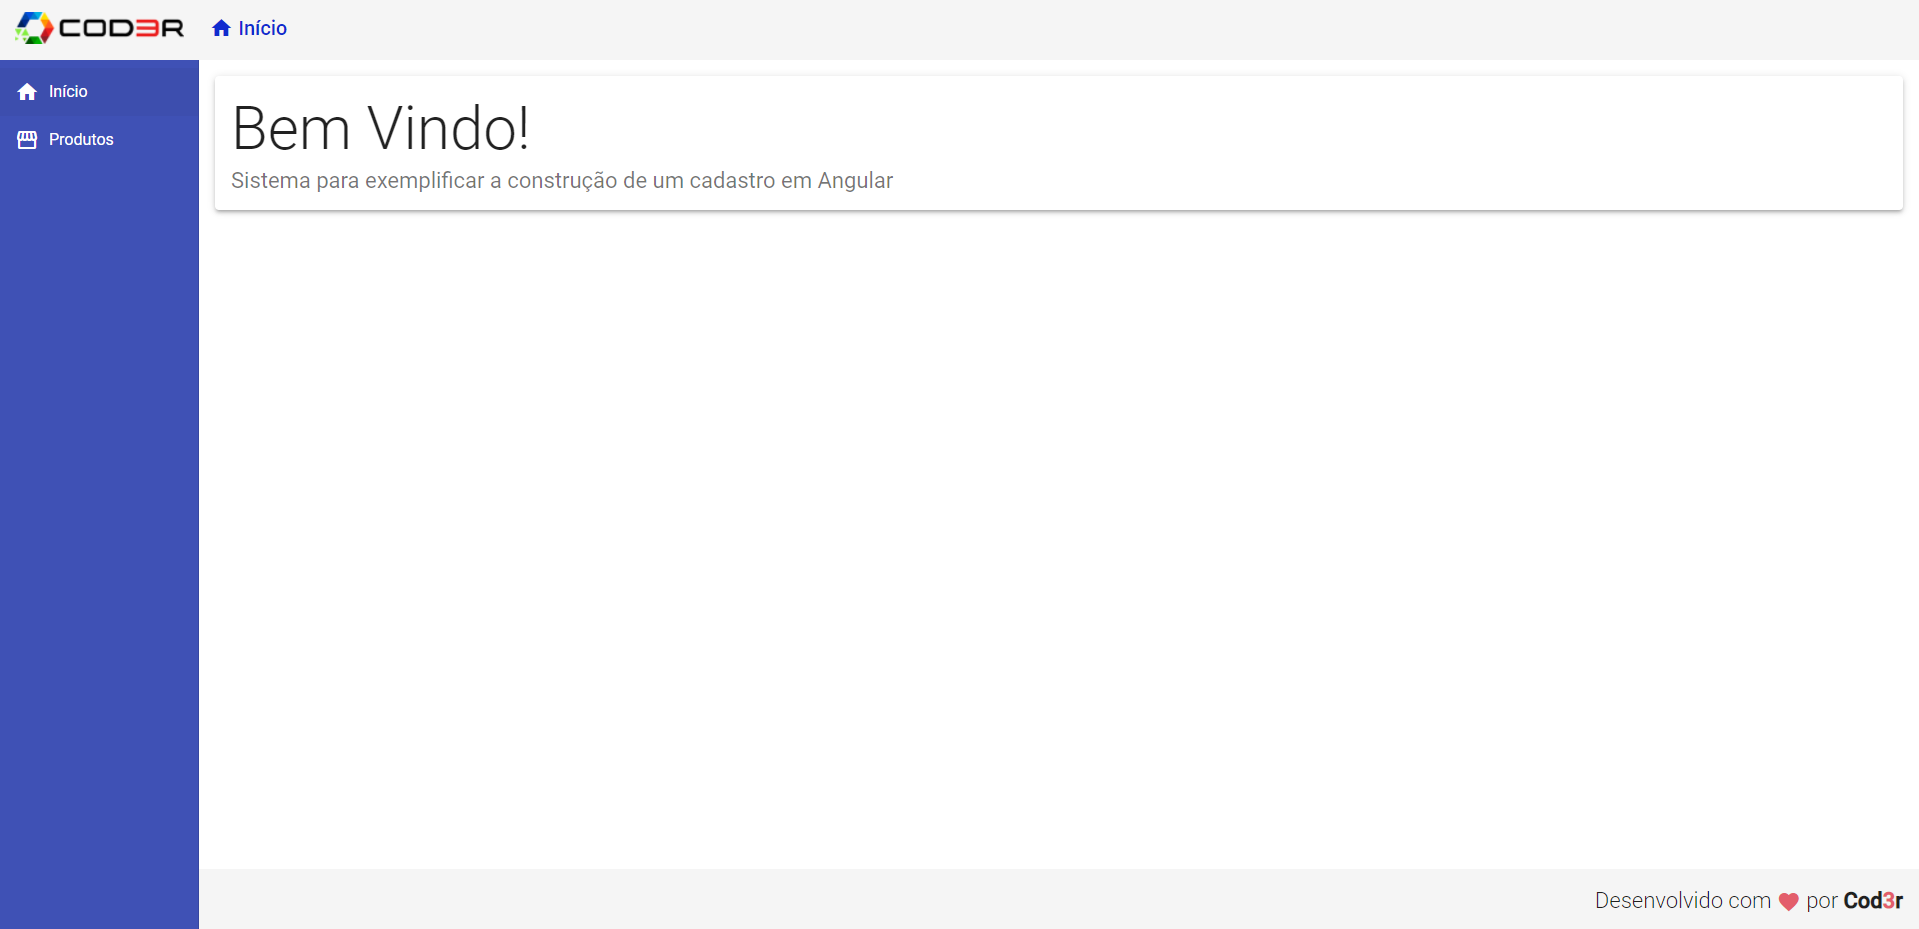 COD3R
Início
Início
Produtos
Bem Vindo!
Sistema para exemplificar a construção de um cadastro em Angular
Desenvolvido com por Cod3r